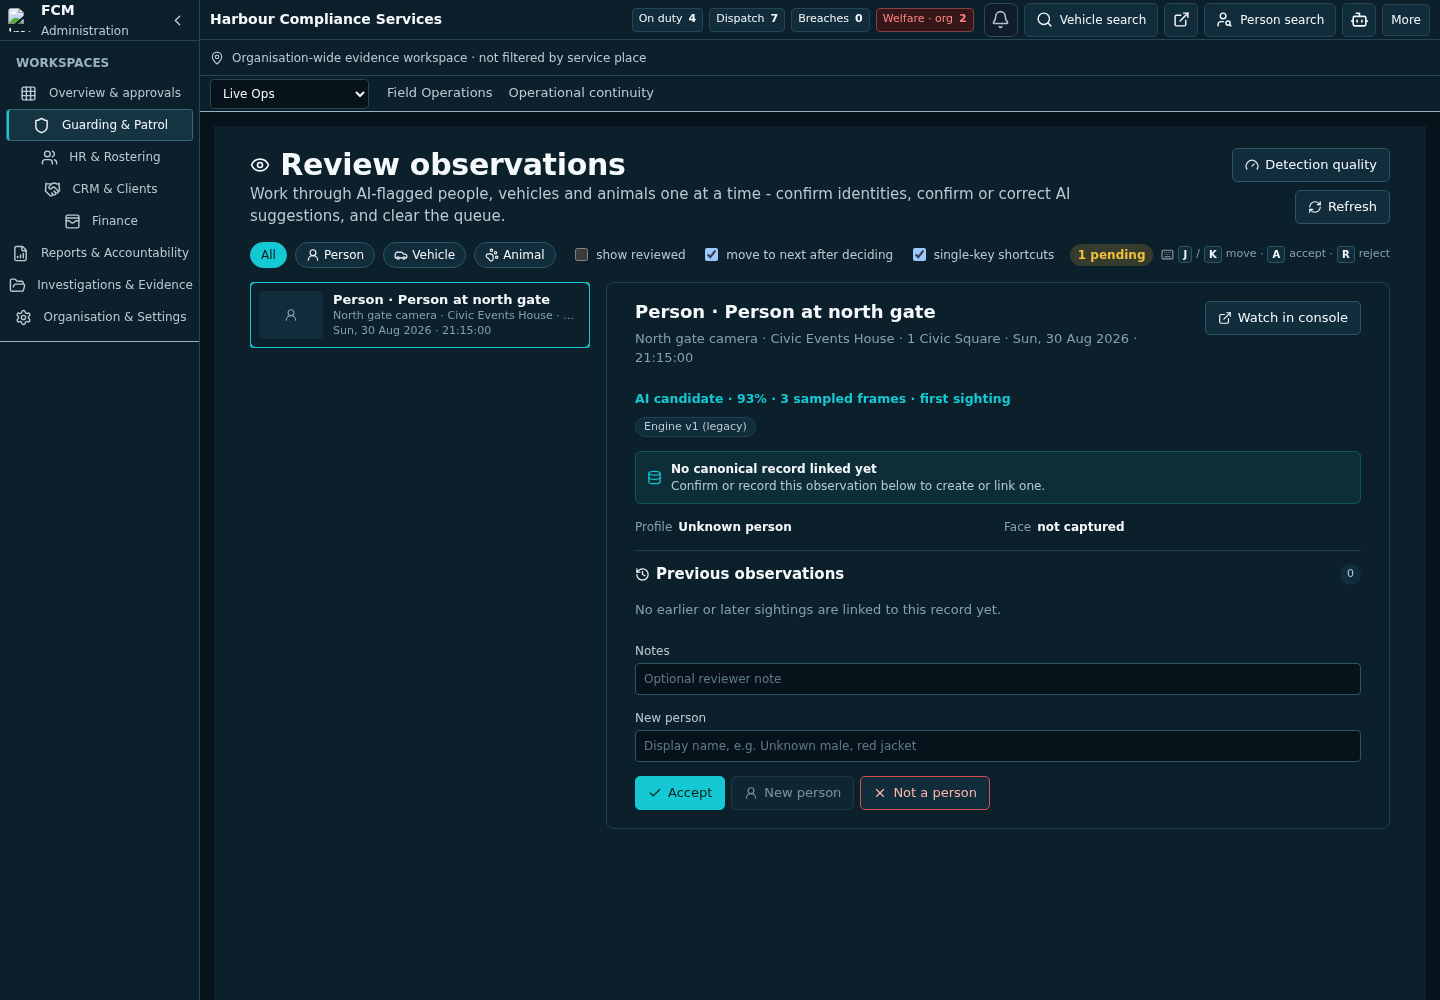 FCM
Administration
WORKSPACES
Overview & approvals
Guarding & Patrol
HR & Rostering
CRM & Clients
Finance
Reports & Accountability
Investigations & Evidence
Organisation & Settings
Harbour Compliance Services
On duty 4
Dispatch 7
Breaches 0
Welfare · org 2
Vehicle search
Person search
More
Organisation-wide evidence workspace · not filtered by service place
Live Ops
Field Operations
Operational continuity
Review observations
Work through AI-flagged people, vehicles and animals one at a time - confirm identities, confirm or correct AI
suggestions, and clear the queue.
Detection quality
Refresh
All
Person
Vehicle
Animal
show reviewed
move to next after deciding
single-key shortcuts
1 pending
J / K move · A accept · R reject
Person · Person at north gate
North gate camera · Civic Events House · ...
Sun, 30 Aug 2026 · 21:15:00
Person · Person at north gate
North gate camera · Civic Events House · 1 Civic Square · Sun, 30 Aug 2026 ·
21:15:00
Watch in console
AI candidate · 93% · 3 sampled frames · first sighting
Engine v1 (legacy)
No canonical record linked yet
Confirm or record this observation below to create or link one.
Profile Unknown person
Face not captured
Previous observations
0
No earlier or later sightings are linked to this record yet.
Notes
Optional reviewer note
New person
Display name, e.g. Unknown male, red jacket
Accept
New person
Not a person